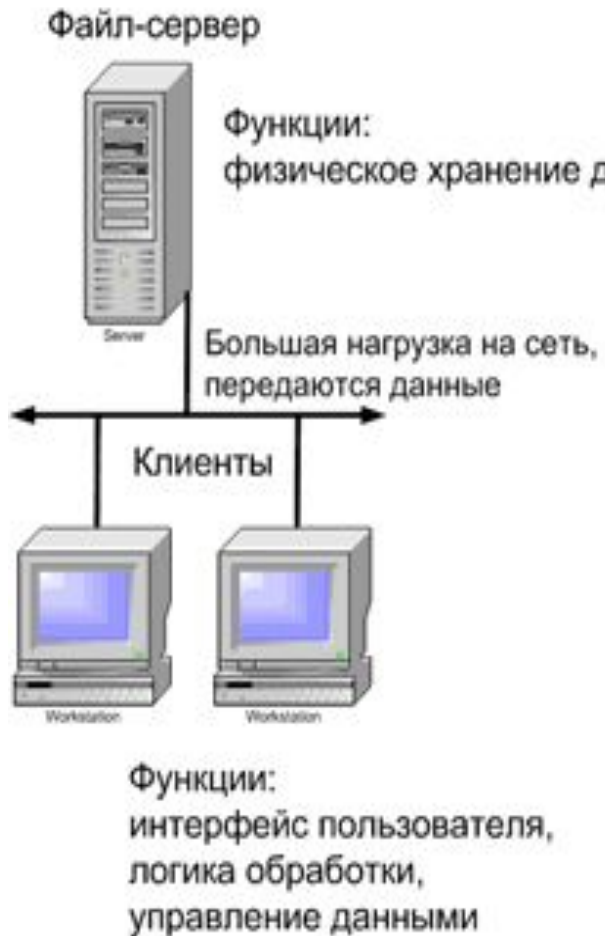 Файл-сервер
Функции:
физическое хранение
Server
Большая нагрузка на сеть,
передаются данные
Клиенты
Workstation
Workstation
Функции:
интерфейс пользователя,
логика обработки,
управление данными